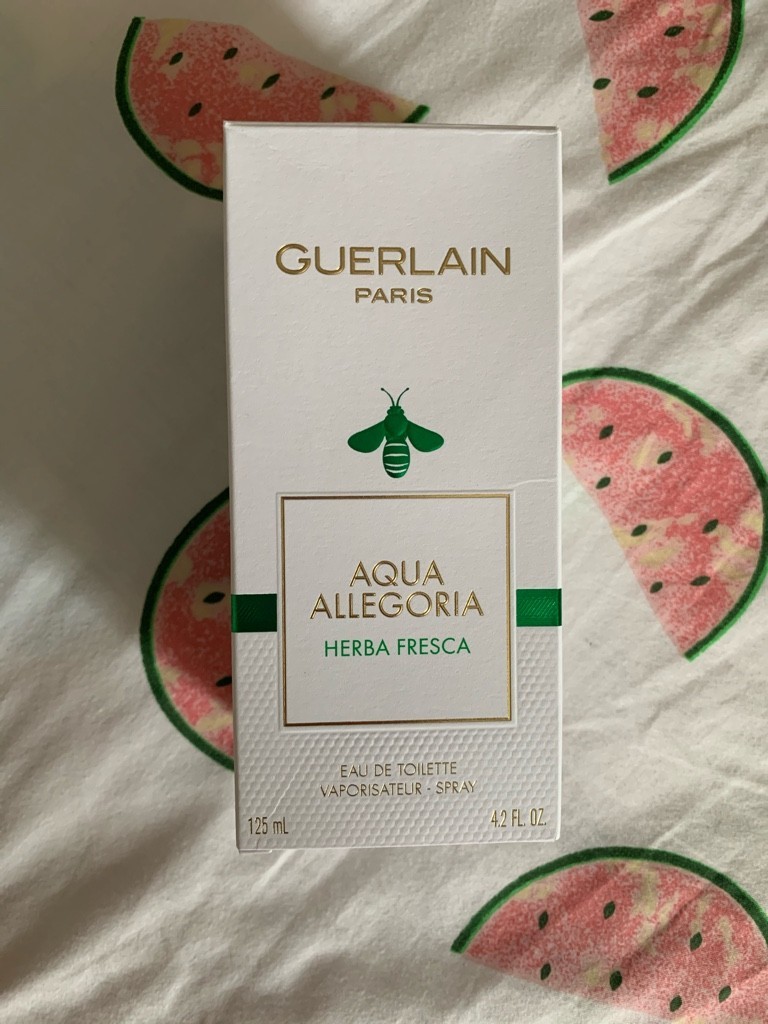 GUERLAIN
PARIS
AQUA
ALLEGORIA
HERBA FRESCA
EAU DE TOILETTE
VAPORISATEUR - SPRAY
125 mL 4.2 FL. OZ.